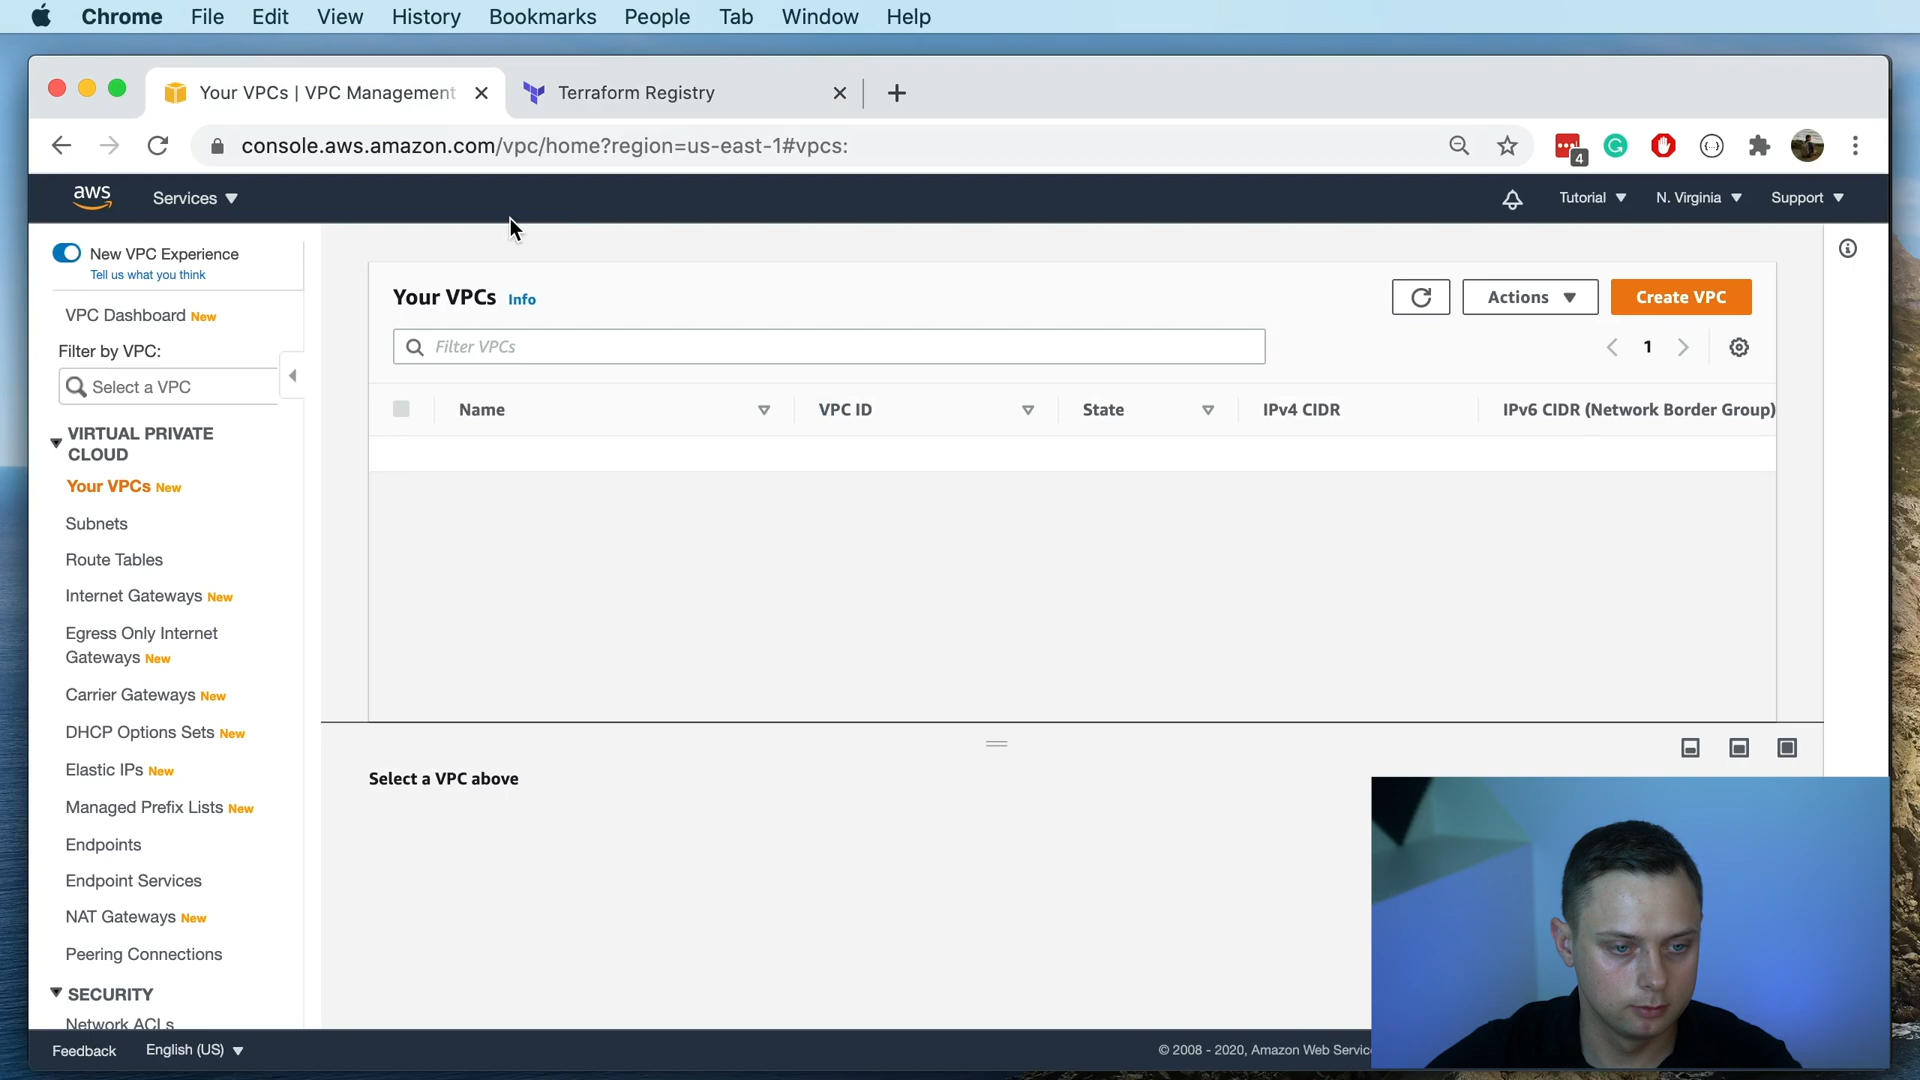 Chrome File Edit View History Bookmarks People Tab Window Help
Your VPCs | VPC Management
Terraform Registry
console.aws.amazon.com/vpc/home?region=us-east-1#vpcs:
4
aws
Services
Tutorial
N. Virginia
Support
New VPC Experience
Tell us what you think
VPC Dashboard New
Filter by VPC:
Select a VPC
VIRTUAL PRIVATE
CLOUD
Your VPCs New
Subnets
Route Tables
Internet Gateways New
Egress Only Internet
Gateways New
Carrier Gateways New
DHCP Options Sets New
Elastic IPs New
Managed Prefix Lists New
Endpoints
Endpoint Services
NAT Gateways New
Peering Connections
SECURITY
Network ACLs
Your VPCs Info
Actions
Create VPC
Filter VPCs
1
Name
VPC ID
State
IPv4 CIDR
IPv6 CIDR (Network Border Group)
Select a VPC above
Feedback
English (US)
© 2008 - 2020, Amazon Web Servic